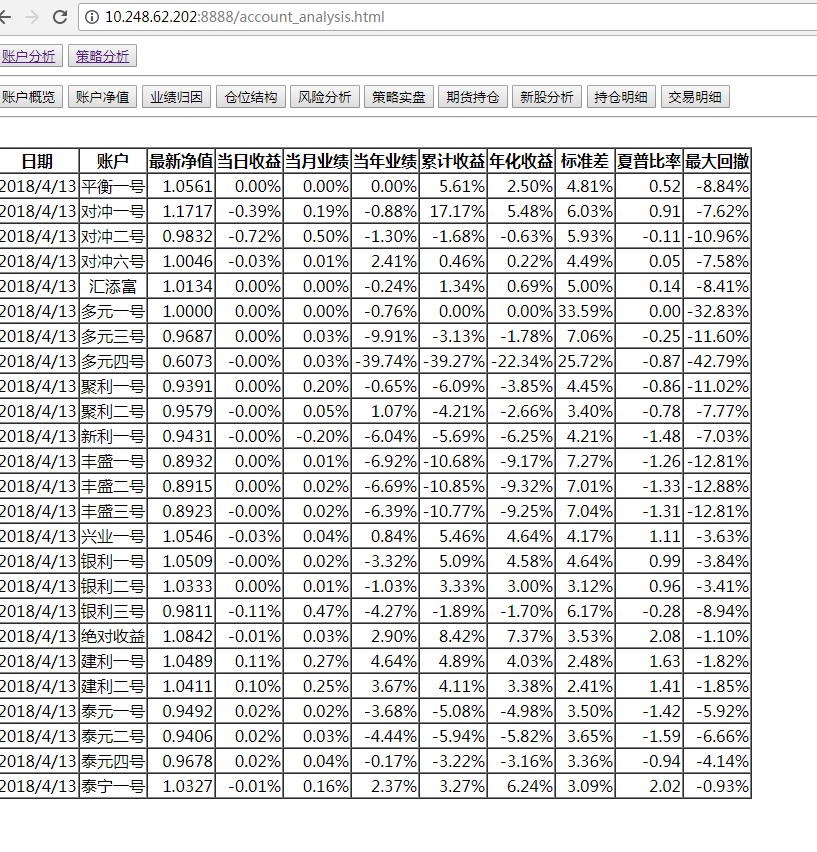 10.248.62.202:8888/account_analysis.html
账户分析 策略分析
账户概览 账户净值 业绩归因 仓位结构 风险分析 策略实盘 期货持仓 新股分析 持仓明细 交易明细
日期 账户 最新净值 当日收益 当月业绩 当年业绩 累计收益 年化收益 标准差 夏普比率 最大回撤
2018/4/13 平衡一号 1.0561 0.00% 0.00% 0.00% 5.61% 2.50% 4.81% 0.52 -8.84%
2018/4/13 对冲一号 1.1717 -0.39% 0.19% -0.88% 17.17% 5.48% 6.03% 0.91 -7.62%
2018/4/13 对冲二号 0.9832 -0.72% 0.50% -1.30% -1.68% -0.63% 5.93% -0.11 -10.96%
2018/4/13 对冲六号 1.0046 -0.03% 0.01% 2.41% 0.46% 0.22% 4.49% 0.05 -7.58%
2018/4/13 汇添富 1.0134 0.00% 0.00% -0.24% 1.34% 0.69% 5.00% 0.14 -8.41%
2018/4/13 多元一号 1.0000 0.00% 0.00% -0.76% 0.00% 0.00% 33.59% 0.00 -32.83%
2018/4/13 多元三号 0.9687 0.00% 0.03% -9.91% -3.13% -1.78% 7.06% -0.25 -11.60%
2018/4/13 多元四号 0.6073 -0.00% 0.03% -39.74% -39.27% -22.34% 25.72% -0.87 -42.79%
2018/4/13 聚利一号 0.9391 0.00% 0.20% -0.65% -6.09% -3.85% 4.45% -0.86 -11.02%
2018/4/13 聚利二号 0.9579 -0.00% 0.05% 1.07% -4.21% -2.66% 3.40% -0.78 -7.77%
2018/4/13 新利一号 0.9431 -0.00% -0.20% -6.04% -5.69% -6.25% 4.21% -1.48 -7.03%
2018/4/13 丰盛一号 0.8932 0.00% 0.01% -6.92% -10.68% -9.17% 7.27% -1.26 -12.81%
2018/4/13 丰盛二号 0.8915 0.00% 0.02% -6.69% -10.85% -9.32% 7.01% -1.33 -12.88%
2018/4/13 丰盛三号 0.8923 -0.00% 0.02% -6.39% -10.77% -9.25% 7.04% -1.31 -12.81%
2018/4/13 兴业一号 1.0546 -0.03% 0.04% 0.84% 5.46% 4.64% 4.17% 1.11 -3.63%
2018/4/13 银利一号 1.0509 -0.00% 0.02% -3.32% 5.09% 4.58% 4.64% 0.99 -3.84%
2018/4/13 银利二号 1.0333 0.00% 0.01% -1.03% 3.33% 3.00% 3.12% 0.96 -3.41%
2018/4/13 银利三号 0.9811 -0.11% 0.47% -4.27% -1.89% -1.70% 6.17% -0.28 -8.94%
2018/4/13 绝对收益 1.0842 -0.01% 0.03% 2.90% 8.42% 7.37% 3.53% 2.08 -1.10%
2018/4/13 建利一号 1.0489 0.11% 0.27% 4.64% 4.89% 4.03% 2.48% 1.63 -1.82%
2018/4/13 建利二号 1.0411 0.10% 0.25% 3.67% 4.11% 3.38% 2.41% 1.41 -1.85%
2018/4/13 泰元一号 0.9492 0.02% 0.02% -3.68% -5.08% -4.98% 3.50% -1.42 -5.92%
2018/4/13 泰元二号 0.9406 0.02% 0.03% -4.44% -5.94% -5.82% 3.65% -1.59 -6.66%
2018/4/13 泰元四号 0.9678 0.02% 0.04% -0.17% -3.22% -3.16% 3.36% -0.94 -4.14%
2018/4/13 泰宁一号 1.0327 -0.01% 0.16% 2.37% 3.27% 6.24% 3.09% 2.02 -0.93%